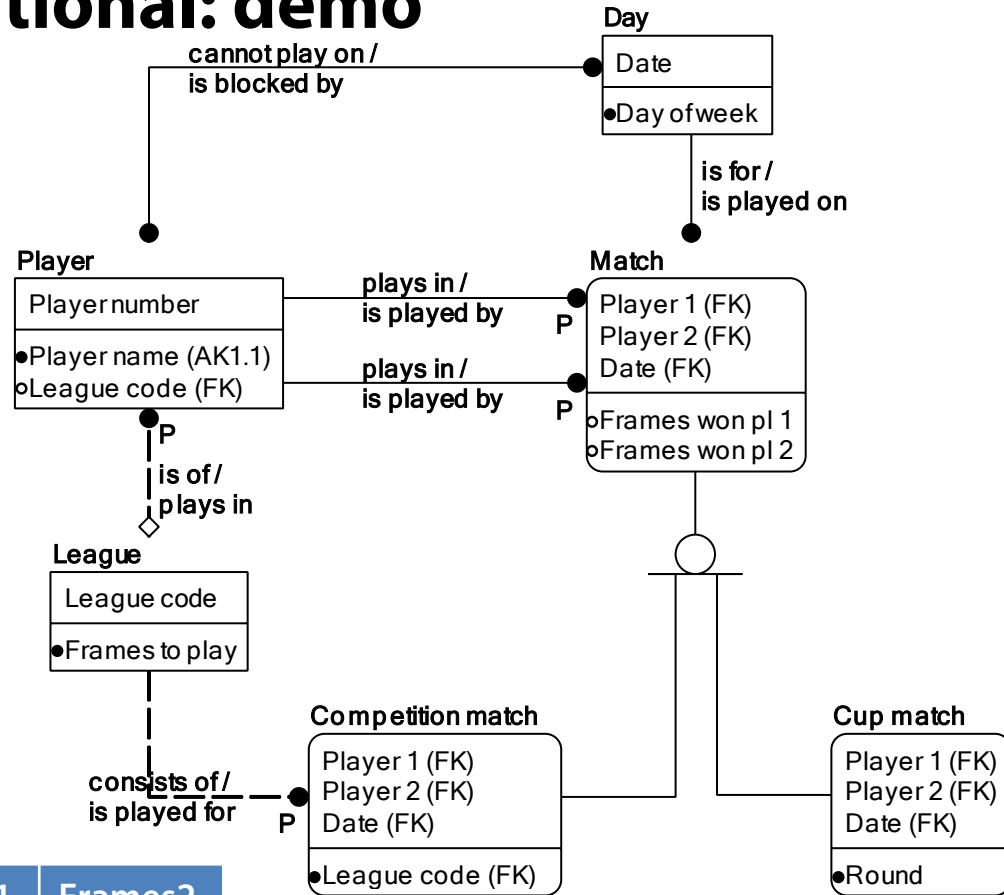 tional: demo
Day
Date
Day of week
cannot play on /
is blocked by
is for /
is played on
Player
Player number
Player name (AK1.1)
League code (FK)
plays in /
is played by
P
plays in /
is played by
P
Match
Player 1 (FK)
Player 2 (FK)
Date (FK)
Frames won pl 1
Frames won pl 2
P
is of /
plays in
League
League code
Frames to play
consists of /
is played for
P
Competition match
Player 1 (FK)
Player 2 (FK)
Date (FK)
League code (FK)
Cup match
Player 1 (FK)
Player 2 (FK)
Date (FK)
Round
1
Frames2